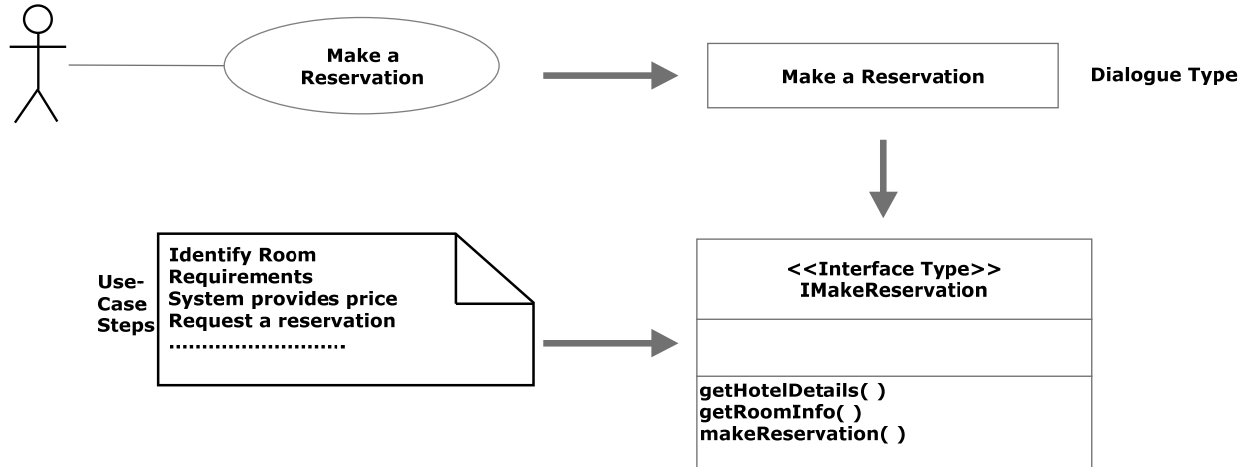 Make a
Reservation
Make a Reservation
Dialogue Type
Use-
Case
Steps
Identify Room
Requirements
System provides price
Request a reservation
...........................
<<Interface Type>>
IMakeReservation
getHotelDetails( )
getRoomInfo( )
makeReservation( )